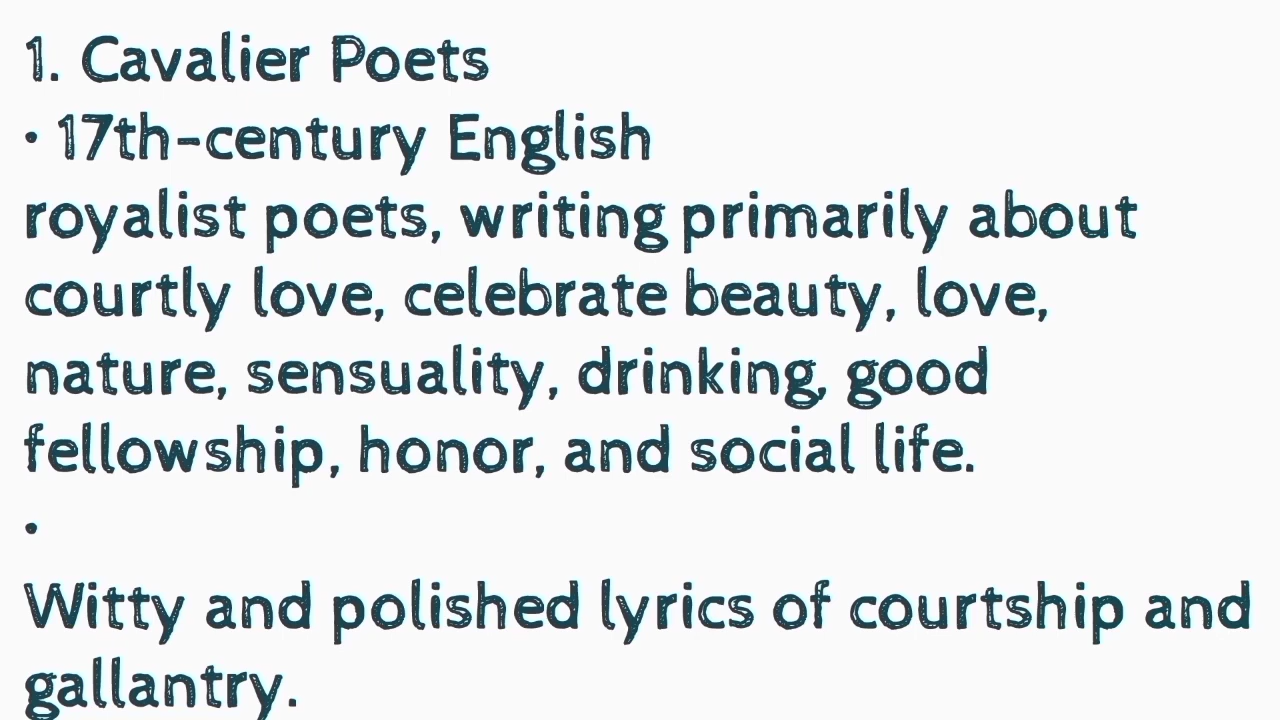 1. Cavalier Poets
• 17th-century English
royalist poets, writing primarily about
courtly love, celebrate beauty, love,
nature, sensuality, drinking, good
fellowship, honor, and social life.
•
Witty and polished lyrics of courtship and
gallantry.